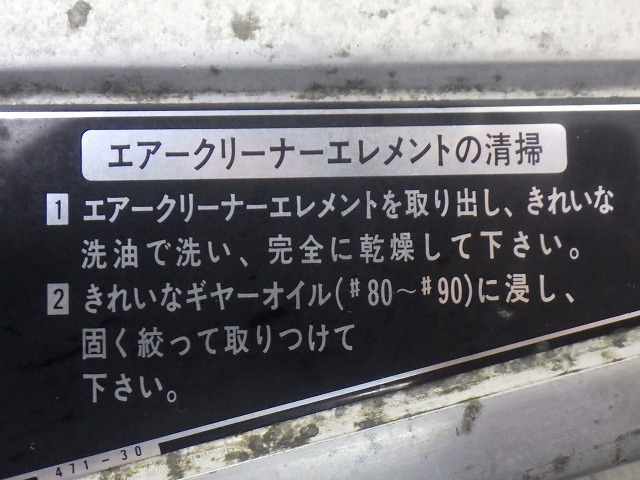 エアークリーナーエレメントの清掃
1 エアークリーナーエレメントを取り出し、きれいな
洗油で洗い、完全に乾燥して下さい。
2 きれいなギヤーオイル(#80～#90)に浸し、
固く絞って取りつけて
下さい。
471-30